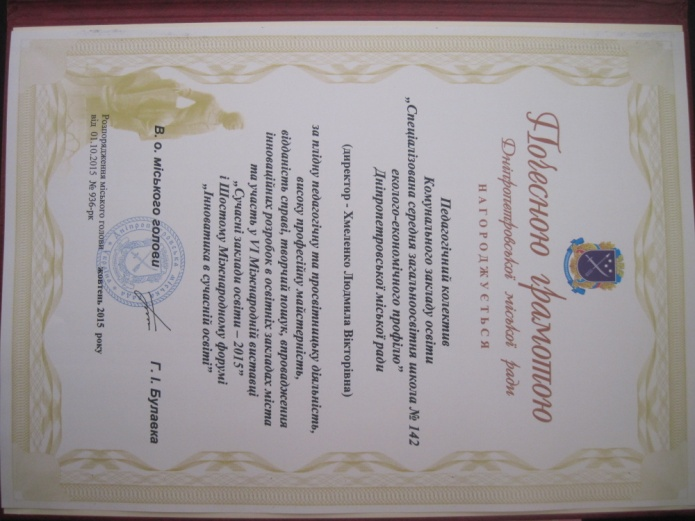 Почесною грамотою
Дніпропетровської міської ради
НАГОРОДЖУЄТЬСЯ
Педагогічний колектив
Комунального закладу освіти
„Спеціалізована середня загальноосвітня школа № 142
еколого-економічного профілю”
Дніпропетровської міської ради
(директор - Хмеленко Людмила Вікторівна)
за плідну педагогічну та просвітницьку діяльність,
високу професійну майстерність,
відданість справі, творчий пошук, впровадження
інноваційних розробок в освітніх закладах міста
та участь у VI Міжнародній виставці
„Сучасні заклади освіти – 2015”
і Шостому Міжнародному форумі
„Інноватика в сучасній освіті”
В. о. міського голови Г. І. Булавка
Розпорядження міського голови
від 01.10.2015 № 936-рк
жовтень 2015 року